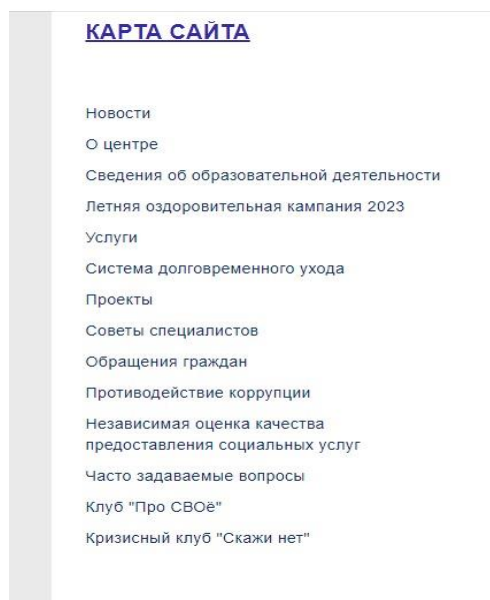 КАРТА САЙТА
Новости
О центре
Сведения об образовательной деятельности
Летняя оздоровительная кампания 2023
Услуги
Система долговременного ухода
Проекты
Советы специалистов
Обращения граждан
Противодействие коррупции
Независимая оценка качества
предоставления социальных услуг
Часто задаваемые вопросы
Клуб "Про СВОё"
Кризисный клуб "Скажи нет"